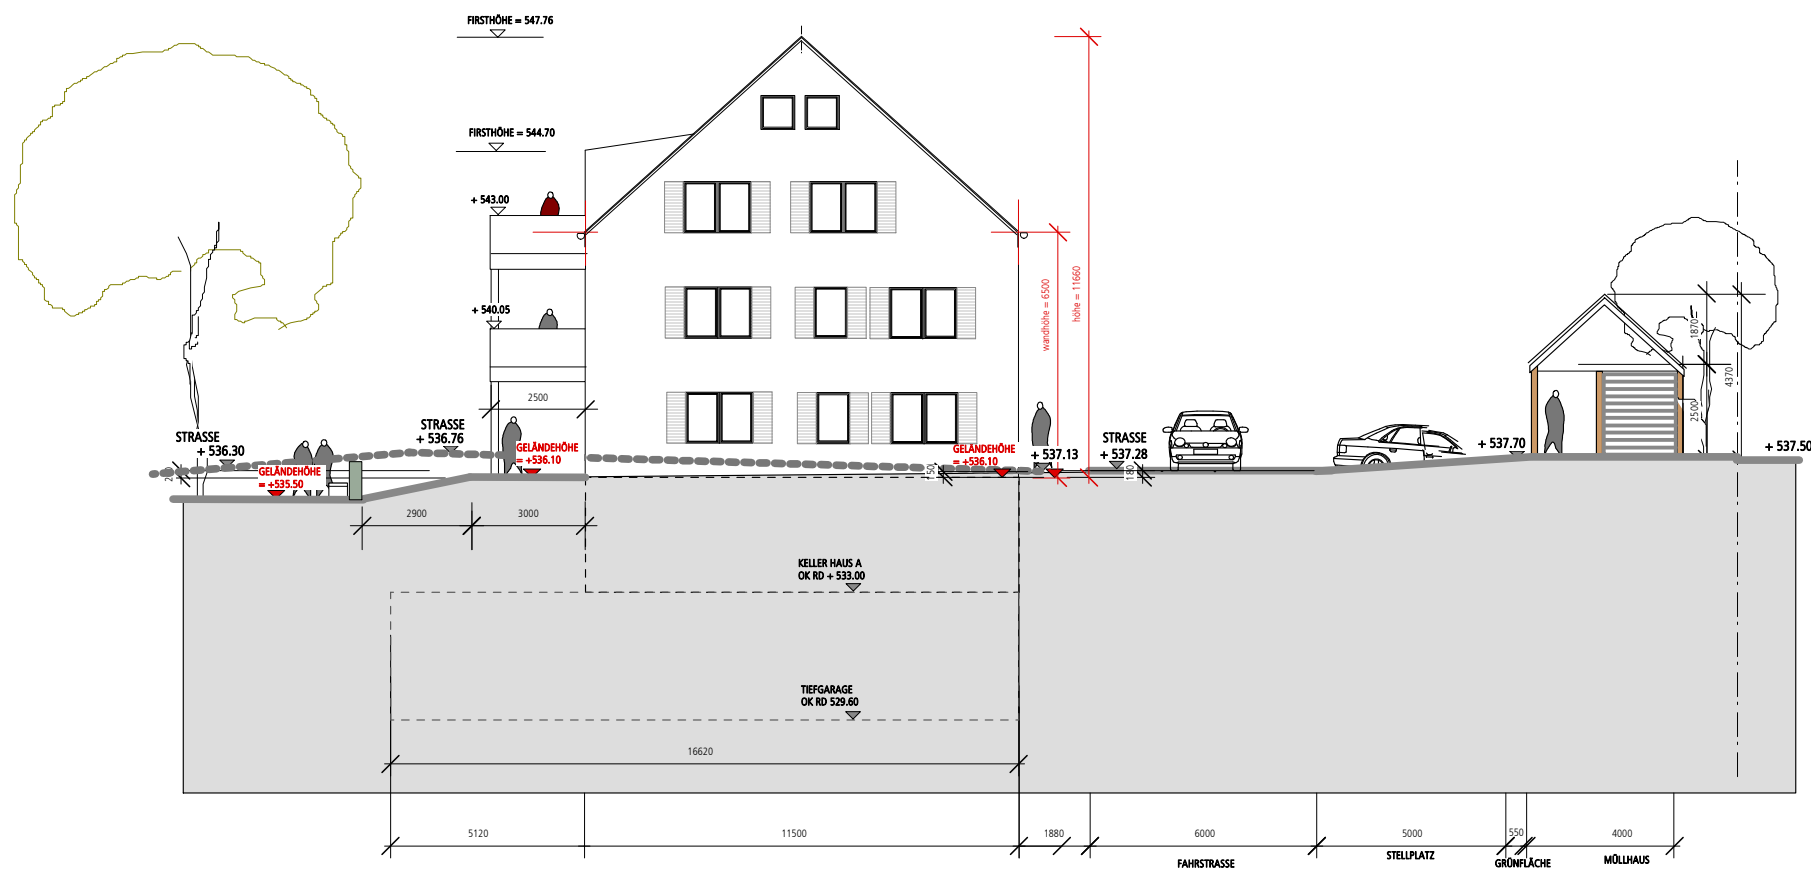 FIRSTHÖHE = 547.76
FIRSTHÖHE = 544.70
+ 543.00
+ 540.05
2500
wandhöhe = 6500
höhe = 11660
1870
4370
2500
STRASSE
+ 536.30
STRASSE
+ 536.76
GELÄNDEHÖHE
= +536.10
GELÄNDEHÖHE
= +535.50
GELÄNDEHÖHE
= +536.10
+ 537.13
STRASSE
+ 537.28
+ 537.70
+ 537.50
150
180
2900
3000
KELLER HAUS A
OK RD + 533.00
TIEFGARAGE
OK RD 529.60
16620
5120
11500
1880
6000
5000
550
4000
FAHRSTRASSE
STELLPLATZ
GRÜNFLÄCHE
MÜLLHAUS